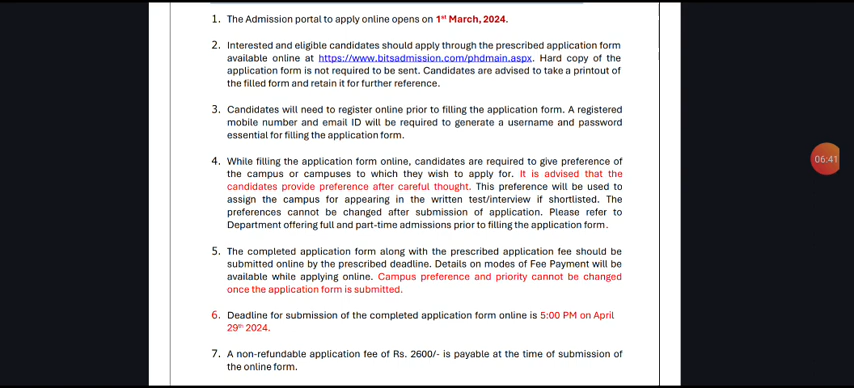 1. The Admission portal to apply online opens on 1st March, 2024.
2. Interested and eligible candidates should apply through the prescribed application form
available online at https://www.bitsadmission.com/phdmain.aspx. Hard copy of the
application form is not required to be sent. Candidates are advised to take a printout of
the filled form and retain it for further reference.
3. Candidates will need to register online prior to filling the application form. A registered
mobile number and email ID will be required to generate a username and password
essential for filling the application form.
4. While filling the application form online, candidates are required to give preference of
the campus or campuses to which they wish to apply for. It is advised that the
candidates provide preference after careful thought. This preference will be used to
assign the campus for appearing in the written test/interview if shortlisted. The
preferences cannot be changed after submission of application. Please refer to
Department offering full and part-time admissions prior to filling the application form.
5. The completed application form along with the prescribed application fee should be
submitted online by the prescribed deadline. Details on modes of Fee Payment will be
available while applying online. Campus preference and priority cannot be changed
once the application form is submitted.
6. Deadline for submission of the completed application form online is 5:00 PM on April
29th 2024.
7. A non-refundable application fee of Rs. 2600/- is payable at the time of submission of
the online form.
06:41